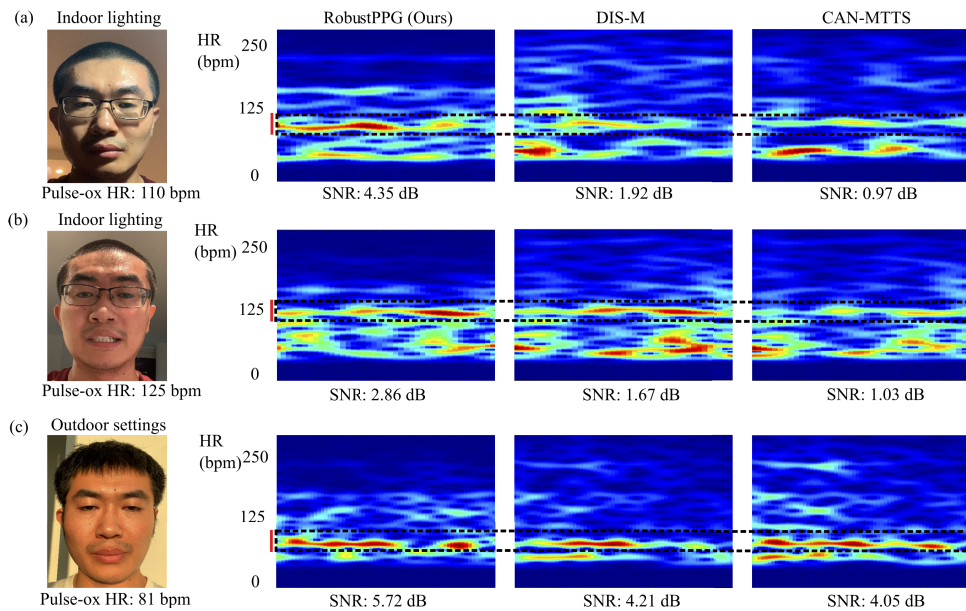 (a) Indoor lighting RobustPPG (Ours) DIS-M CAN-MTTS
HR
(bpm)
250
125
0
Pulse-ox HR: 110 bpm SNR: 4.35 dB SNR: 1.92 dB SNR: 0.97 dB
(b) Indoor lighting
HR
(bpm)
250
125
0
Pulse-ox HR: 125 bpm SNR: 2.86 dB SNR: 1.67 dB SNR: 1.03 dB
(c) Outdoor settings
HR
(bpm) 250
125
0
Pulse-ox HR: 81 bpm 5.72 dB SNR: 4.21 dB SNR: 4.05 dB